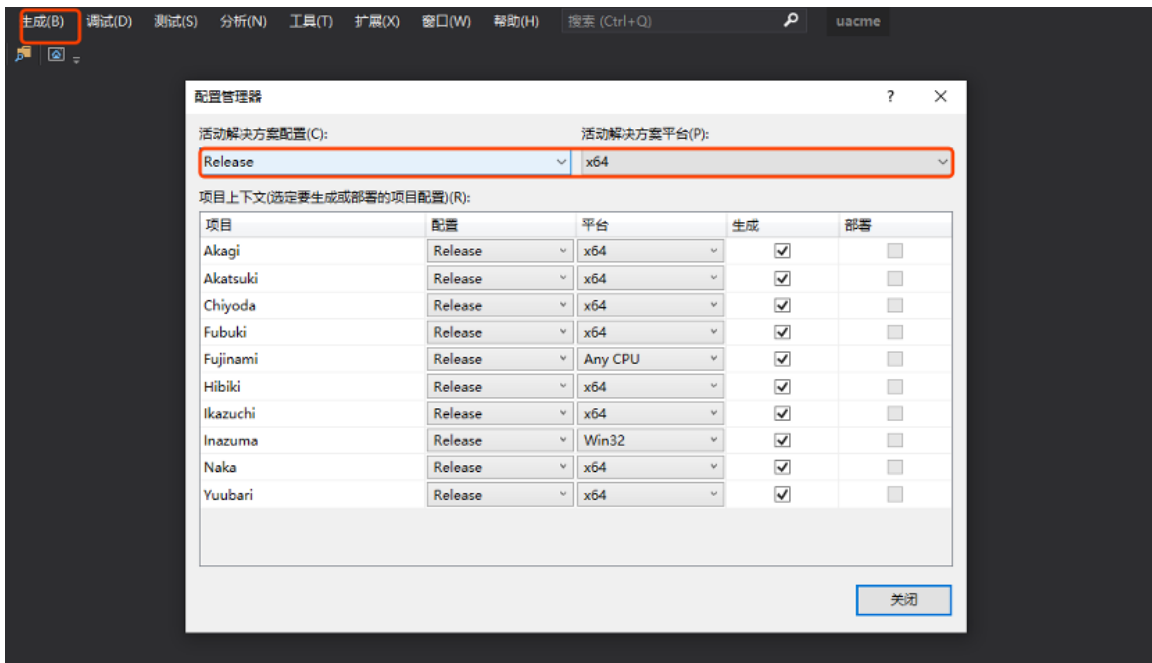 生成(B) 调试(D) 测试(S) 分析(N) 工具(T) 扩展(X) 窗口(W) 帮助(H) 搜索 (Ctrl+Q) uacme
配置管理器 ?
活动解决方案配置(C): 活动解决方案平台(P):
Release x64
项目上下文(选定要生成或部署的项目配置)(R):
项目 配置 平台 生成 部署
Akagi Release x64
Akatsuki Release x64
Chiyoda Release x64
Fubuki Release x64
Fujinami Release Any CPU
Hibiki Release x64
Ikazuchi Release x64
Inazuma Release Win32
Naka Release x64
Yuubari Release x64
关闭